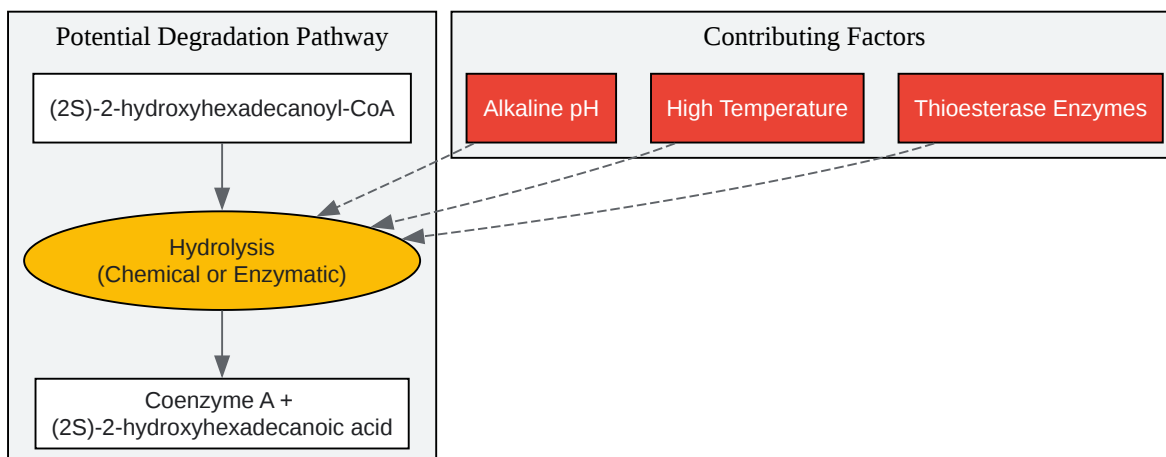 Potential Degradation Pathway
(2S)-2-hydroxyhexadecanoyl-CoA
Hydrolysis
(Chemical or Enzymatic)
Coenzyme A +
(2S)-2-hydroxyhexadecanoic acid
Contributing Factors
Alkaline pH
High Temperature
Thioesterase Enzymes